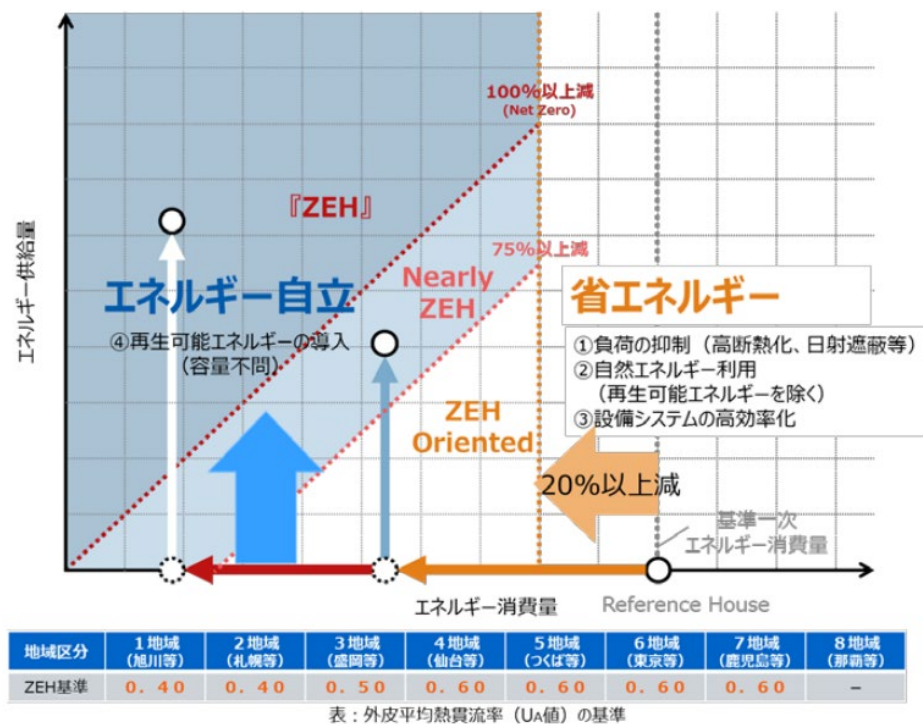 100%以上減
(Net Zero)
『ZEH』
75%以上減
Nearly
ZEH
エネルギー自立
④再生可能エネルギーの導入
(容量不問)
省エネルギー
①負荷の抑制（高断熱化、日射遮蔽等）
②自然エネルギー利用
（再生可能エネルギーを除く）
③設備システムの高効率化
ZEH
Oriented
20%以上減
基準一次
エネルギー消費量
エネルギー供給量
エネルギー消費量
Reference House
地域区分 1地域 (旭川等) 2地域 (札幌等) 3地域 (盛岡等) 4地域 (仙台等) 5地域 (つくば等) 6地域 (東京等) 7地域 (鹿児島等) 8地域 (那覇等)
ZEH基準 0.40 0.40 0.50 0.60 0.60 0.60 0.60 －
表：外皮平均熱貫流率（UA値）の基準